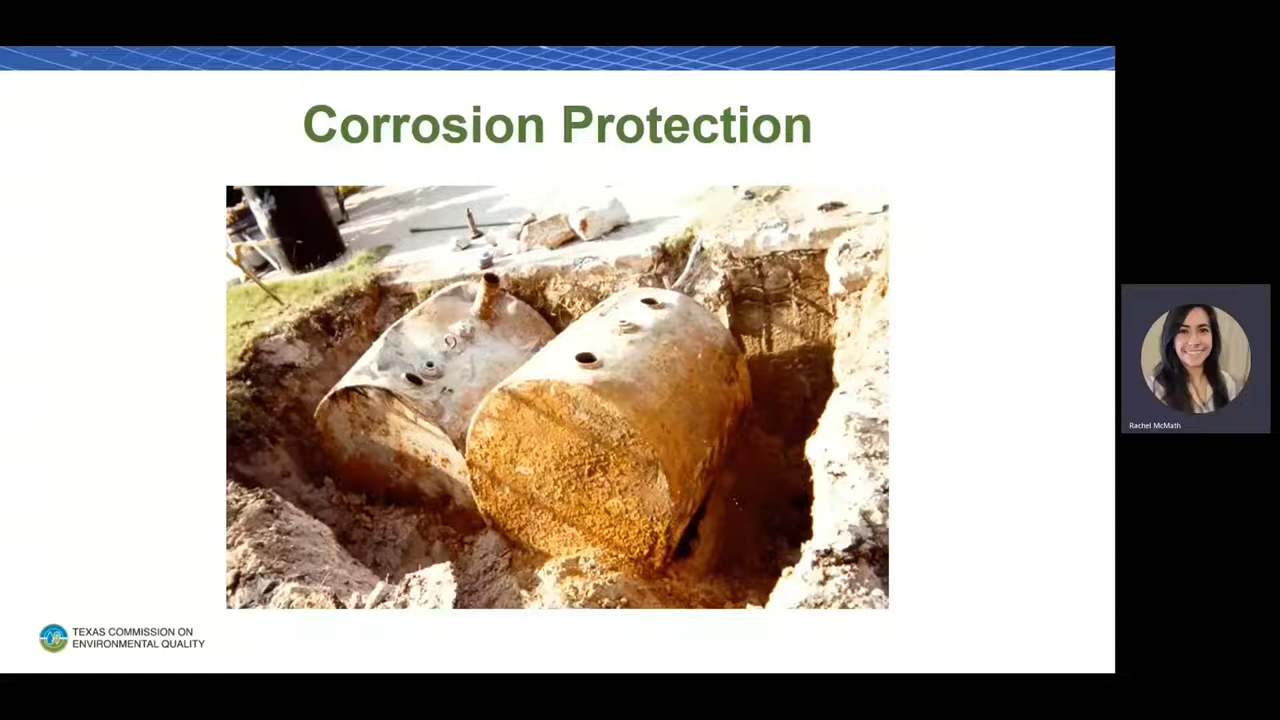 Corrosion Protection
TEXAS COMMISSION ON
ENVIRONMENTAL QUALITY
Rachel McMath